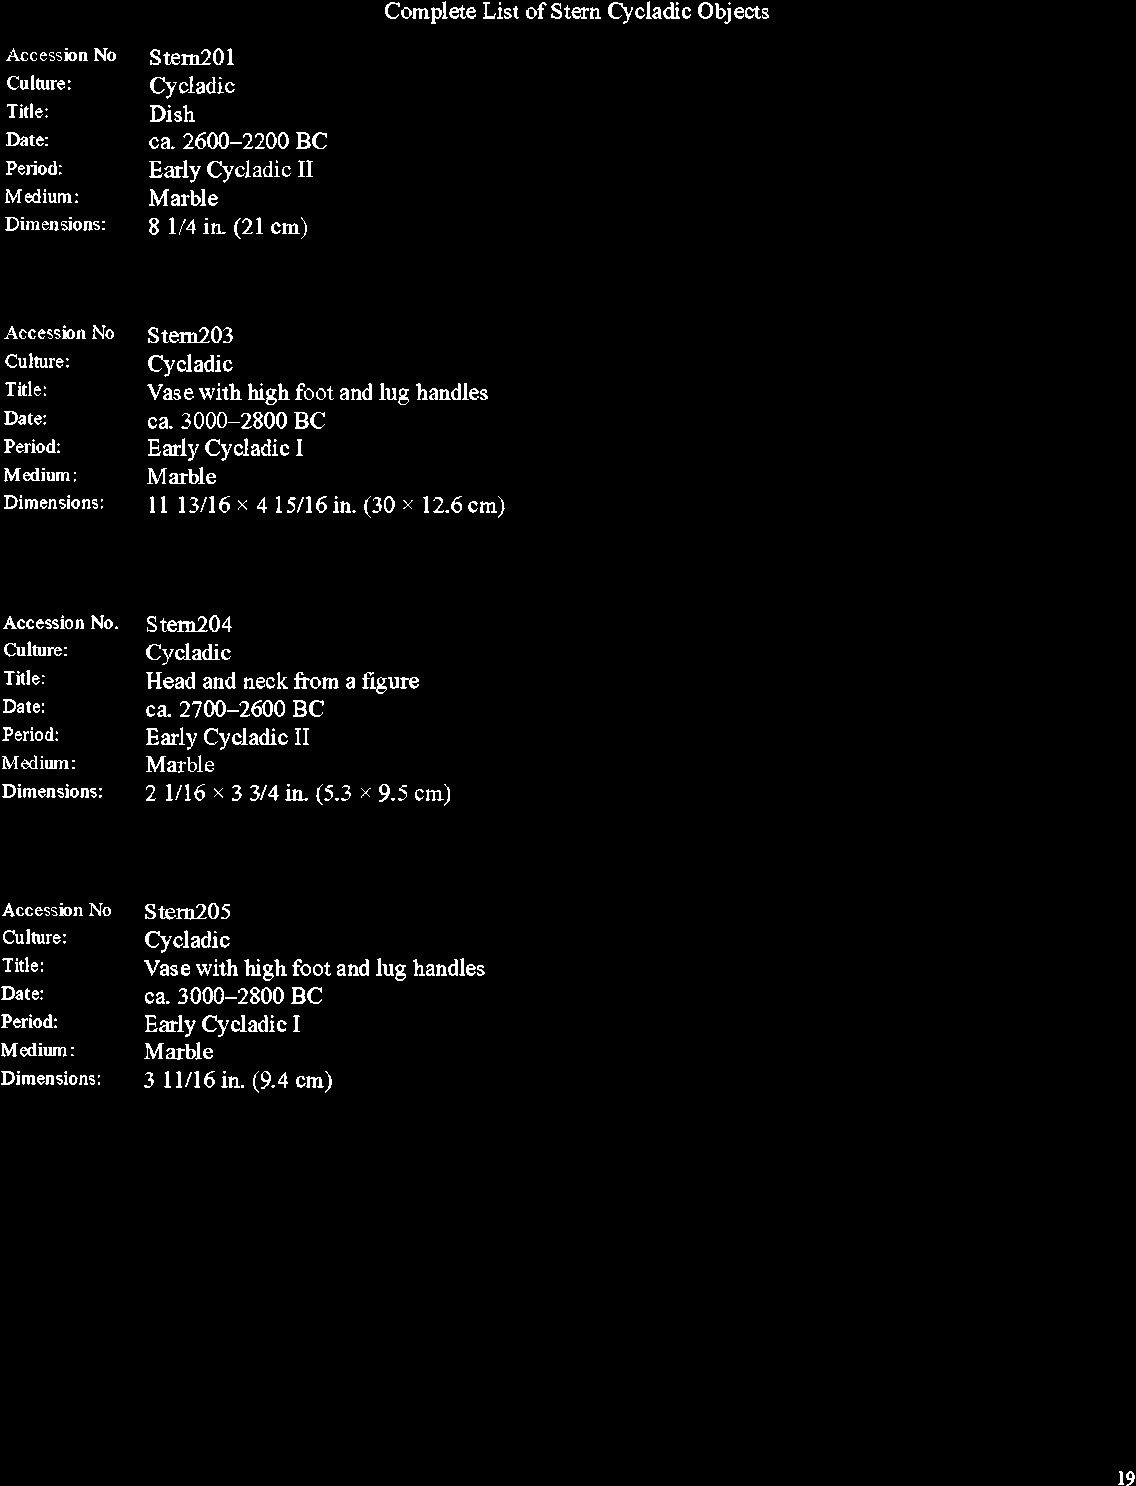 Complete List of Stern Cycladic Objects
Accession No Stern201
Culture: Cycladic
Title: Dish
Date: ca. 2600–2200 BC
Period: Early Cycladic II
Medium: Marble
Dimensions: 8 1/4 in. (21 cm)
Accession No Stern203
Culture: Cycladic
Title: Vase with high foot and lug handles
Date: ca. 3000–2800 BC
Period: Early Cycladic I
Medium: Marble
Dimensions: 11 13/16 × 4 15/16 in. (30 × 12.6 cm)
Accession No. Stern204
Culture: Cycladic
Title: Head and neck from a figure
Date: ca. 2700–2600 BC
Period: Early Cycladic II
Medium: Marble
Dimensions: 2 1/16 × 3 3/4 in. (5.3 × 9.5 cm)
Accession No Stern205
Culture: Cycladic
Title: Vase with high foot and lug handles
Date: ca. 3000–2800 BC
Period: Early Cycladic I
Medium: Marble
Dimensions: 3 11/16 in. (9.4 cm)
19